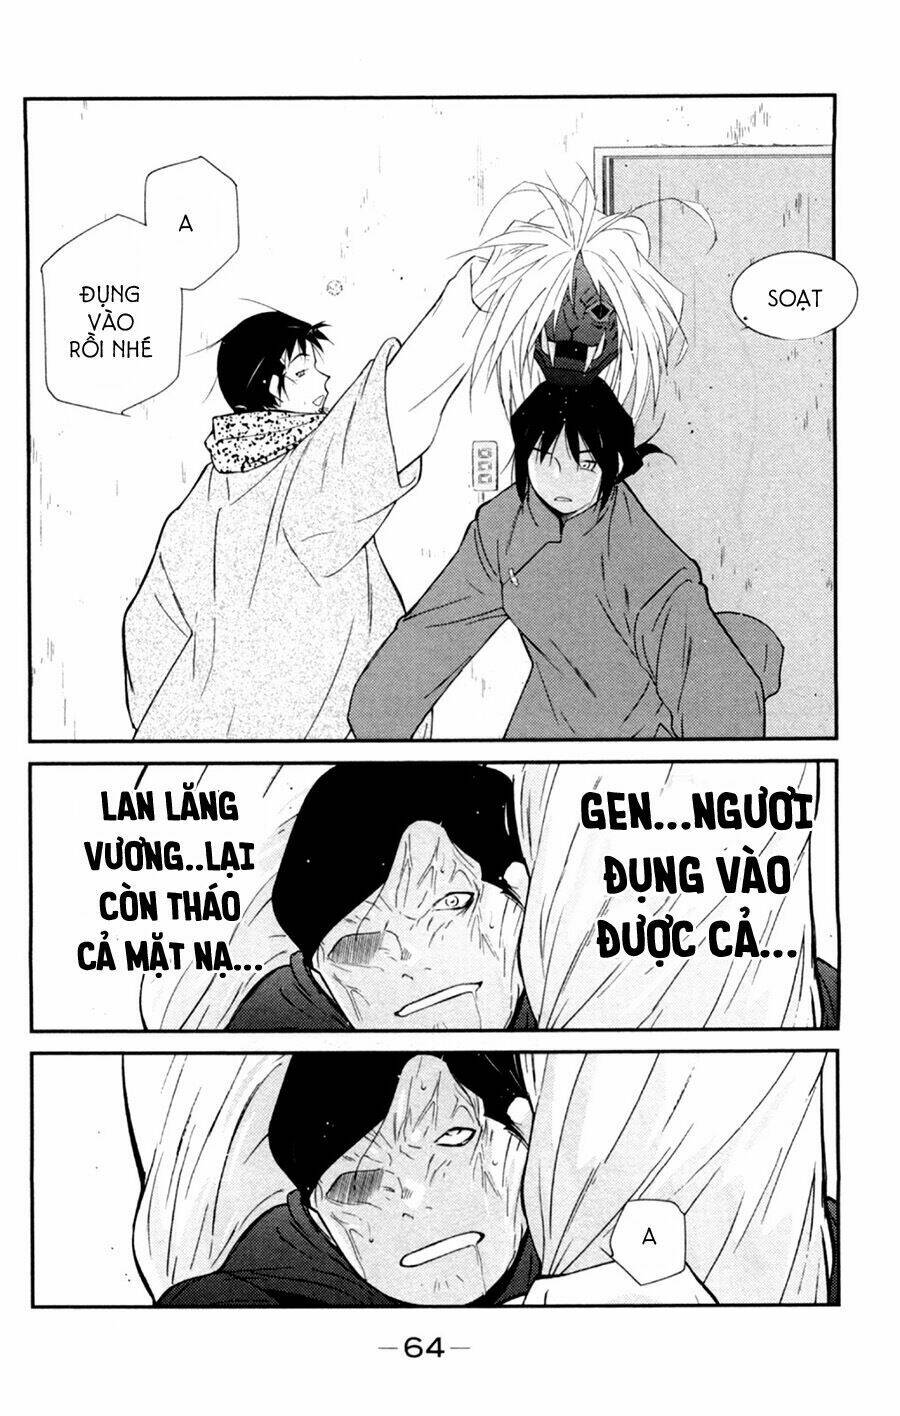 SOẠT
A
ĐỤNG
VÀO
RỒI NHÉ
GEN...NGƯƠI
ĐỤNG VÀO
ĐƯỢC CẢ...
LAN LĂNG
VƯƠNG..LẠI
CÒN THÁO
CẢ MẶT NẠ...
A
—64—